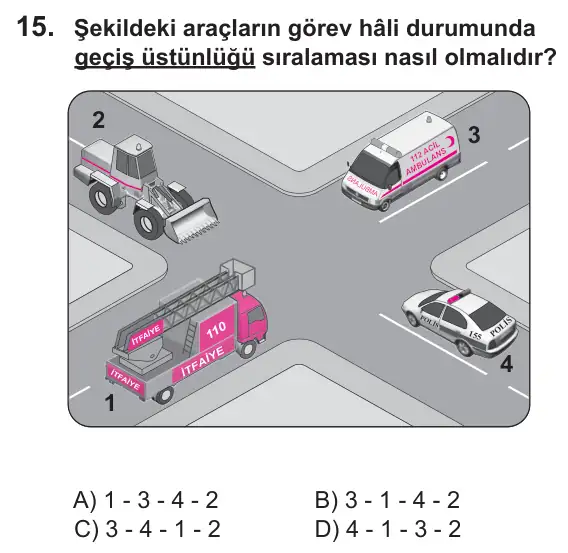 15. Şekildeki araçların görev hâli durumunda
geçiş üstünlüğü sıralaması nasıl olmalıdır?
2
3
112 ACİL
AMBULANS
AMBULANS
İTFAİYE
110
İTFAİYE
İTFAİYE
1
POLİS
155
POLİS
4
A) 1 - 3 - 4 - 2
B) 3 - 1 - 4 - 2
C) 3 - 4 - 1 - 2
D) 4 - 1 - 3 - 2